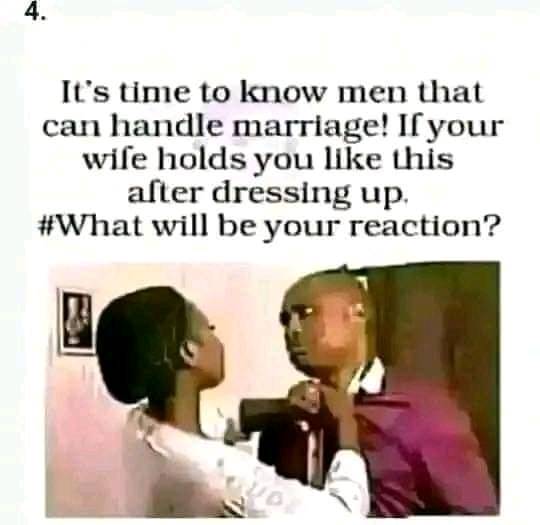 4.
It's time to know men that
can handle marriage! If your
wife holds you like this
after dressing up.
#What will be your reaction?